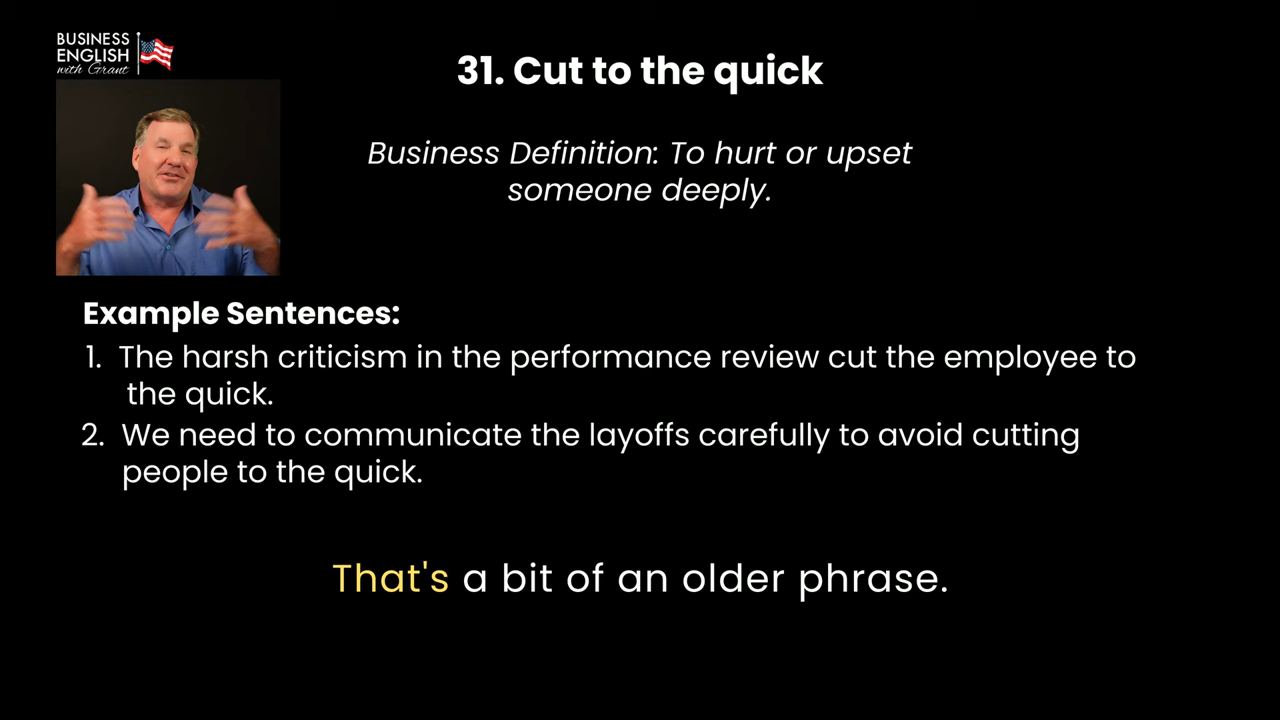 BUSINESS
ENGLISH
with Grant
31. Cut to the quick
Business Definition: To hurt or upset
someone deeply.
Example Sentences:
1. The harsh criticism in the performance review cut the employee to
the quick.
2. We need to communicate the layoffs carefully to avoid cutting
people to the quick.
That's a bit of an older phrase.